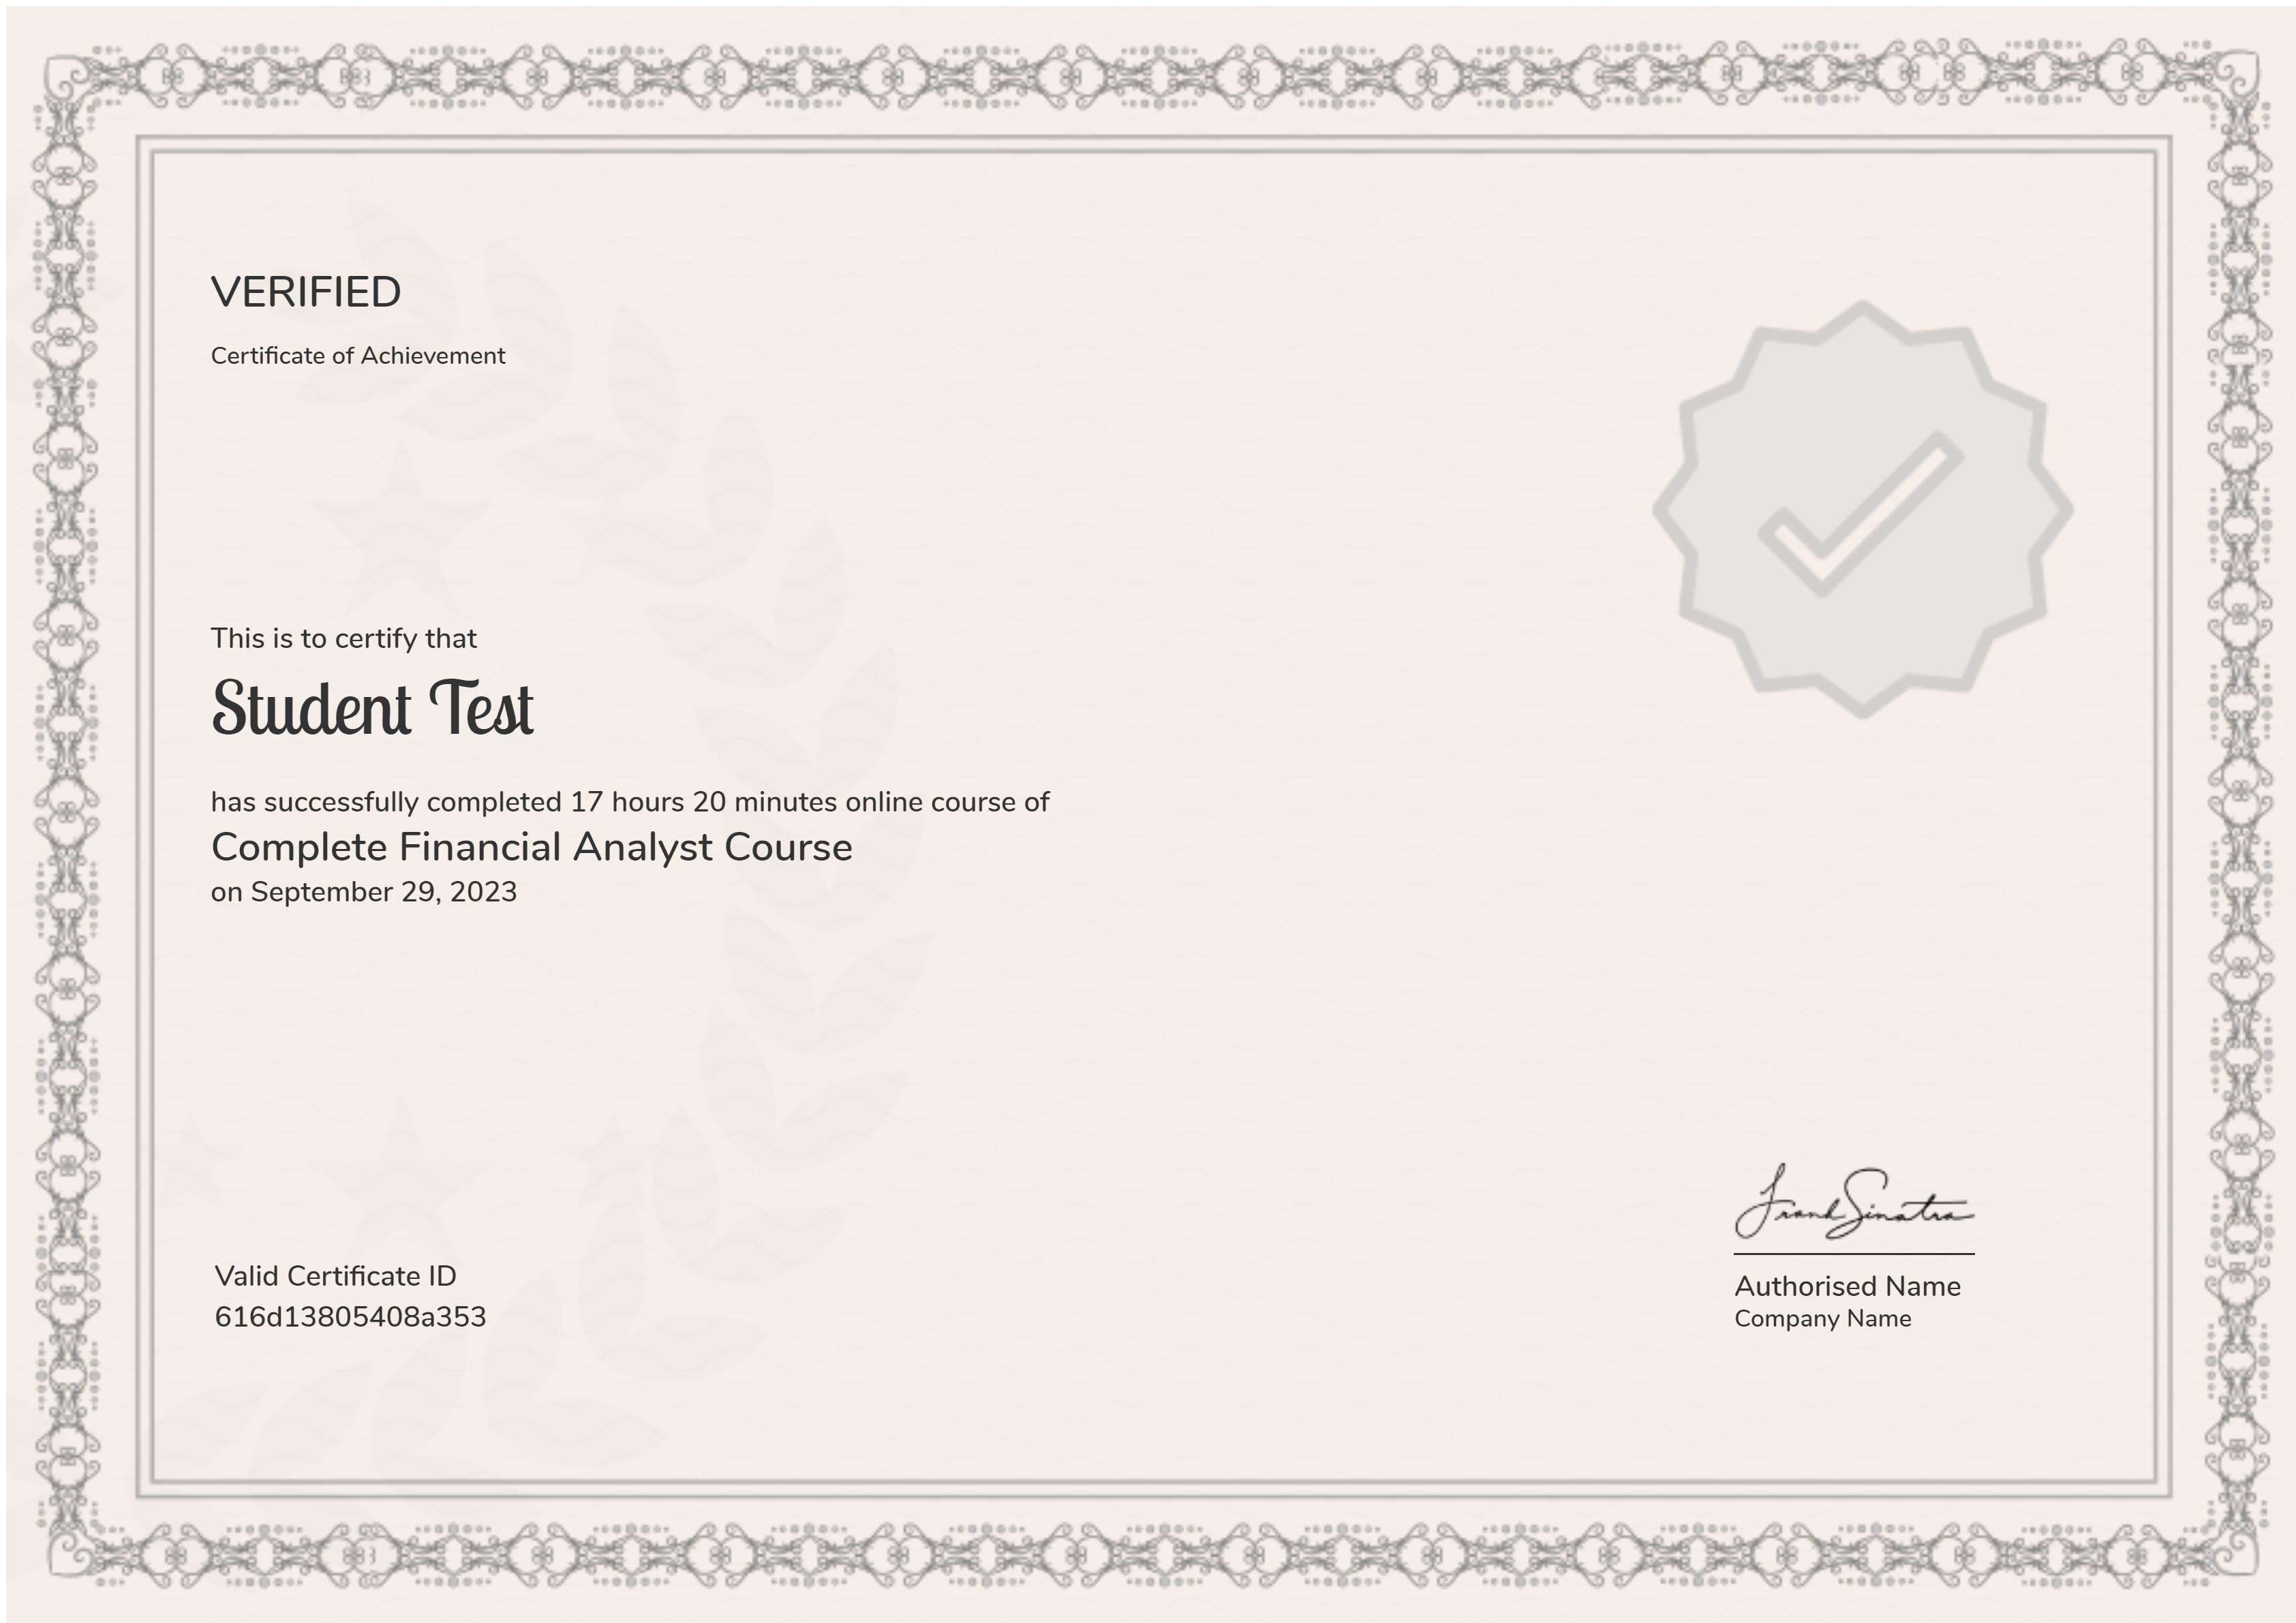 VERIFIED
Certificate of Achievement
This is to certify that
Student Test
has successfully completed 17 hours 20 minutes online course of
Complete Financial Analyst Course
on September 29, 2023
Frank Sinatra
Valid Certificate ID
616d13805408a353
Authorised Name
Company Name